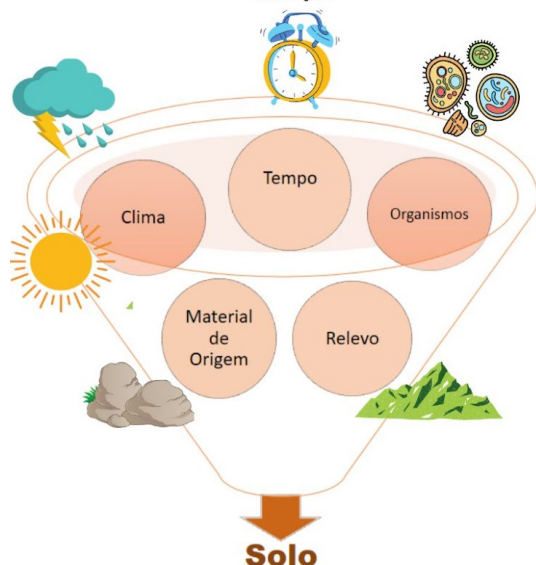 Tempo
Clima
Organismos
Material
de
Origem
Relevo
Solo